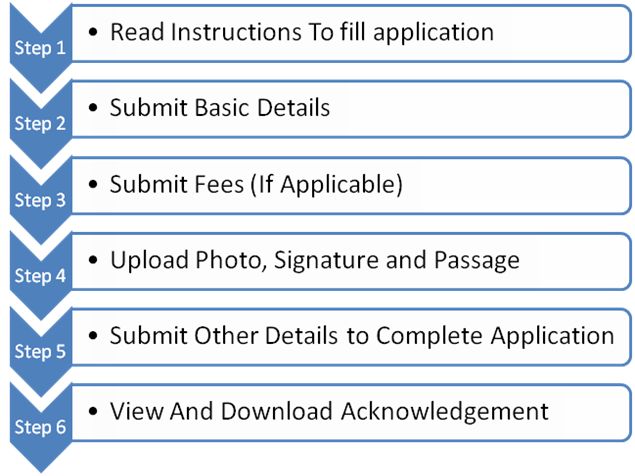 Step 1
• Read Instructions To fill application
Step 2
• Submit Basic Details
Step 3
• Submit Fees (If Applicable)
Step 4
• Upload Photo, Signature and Passage
Step 5
• Submit Other Details to Complete Application
Step 6
• View And Download Acknowledgement